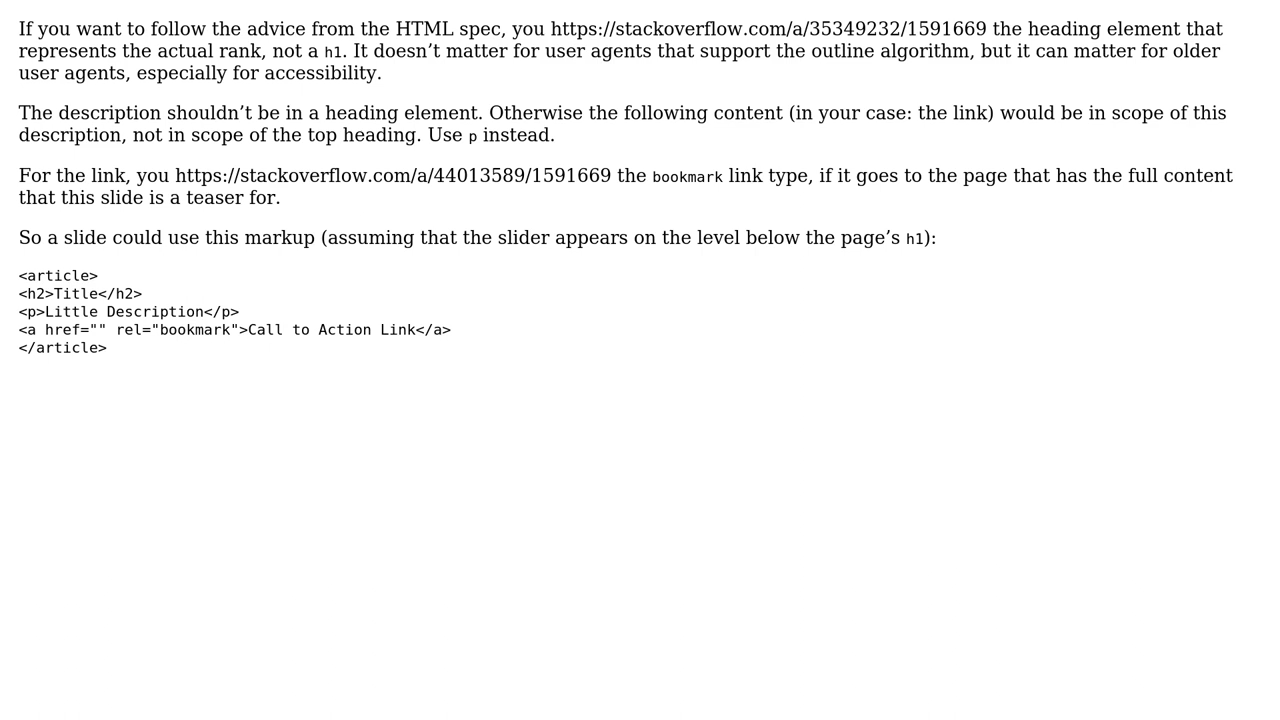 If you want to follow the advice from the HTML spec, you https://stackoverflow.com/a/35349232/1591669 the heading element that
represents the actual rank, not a h1. It doesn’t matter for user agents that support the outline algorithm, but it can matter for older
user agents, especially for accessibility.
The description shouldn’t be in a heading element. Otherwise the following content (in your case: the link) would be in scope of this
description, not in scope of the top heading. Use p instead.
For the link, you https://stackoverflow.com/a/44013589/1591669 the bookmark link type, if it goes to the page that has the full content
that this slide is a teaser for.
So a slide could use this markup (assuming that the slider appears on the level below the page’s h1):
<article>
<h2>Title</h2>
<p>Little Description</p>
<a href="" rel="bookmark">Call to Action Link</a>
</article>